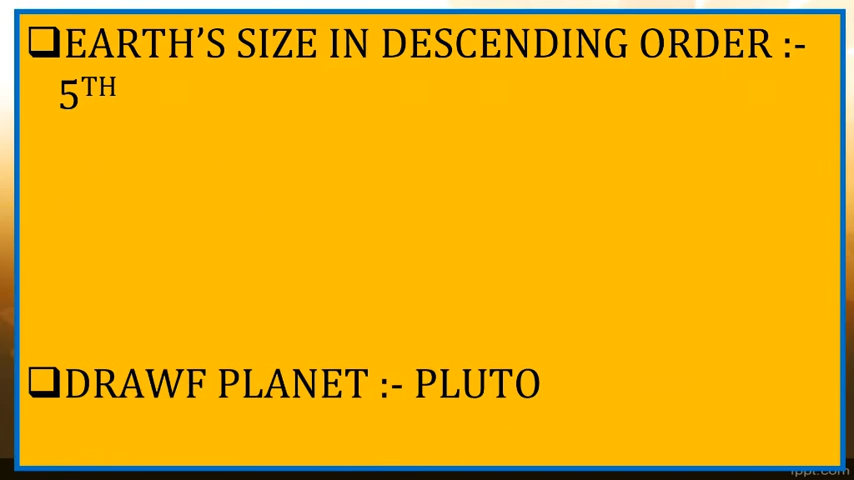 ❑EARTH’S SIZE IN DESCENDING ORDER :-
5TH
❑DRAWF PLANET :- PLUTO
fppt.com